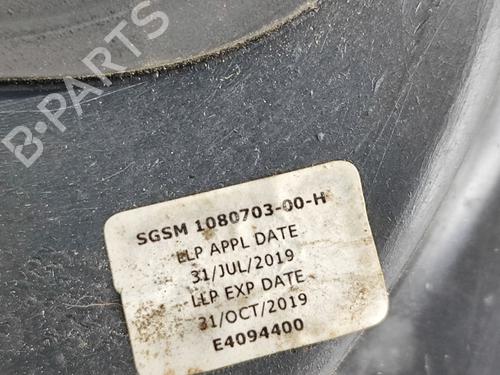 B-PARTS
SGSM 1080703-00-H
LLP APPL DATE
31/JUL/2019
LLP EXP DATE
31/OCT/2019
E4094400